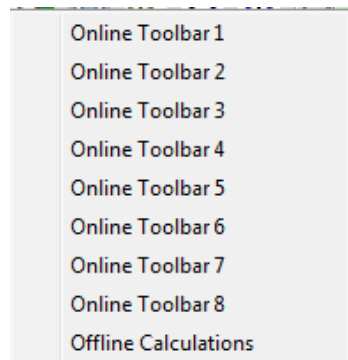 Online Toolbar 1
Online Toolbar 2
Online Toolbar 3
Online Toolbar 4
Online Toolbar 5
Online Toolbar 6
Online Toolbar 7
Online Toolbar 8
Offline Calculations